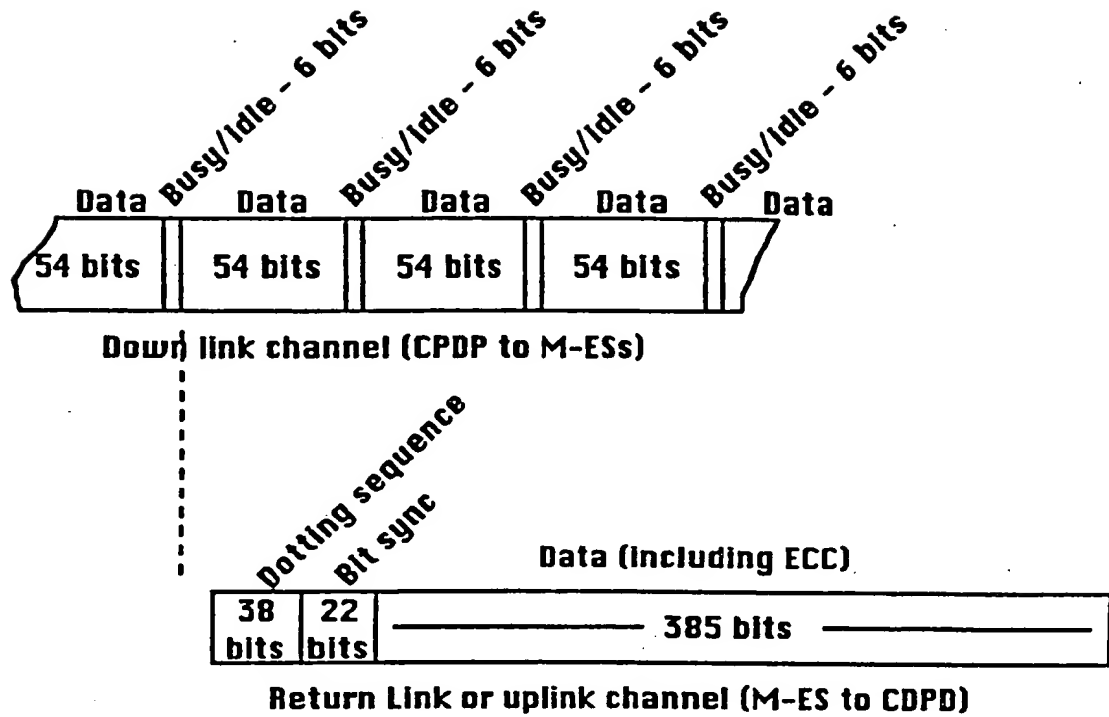 Busy/Idle - 6 bits
Busy/Idle - 6 bits
Busy/Idle - 6 bits
Busy/Idle - 6 bits
Data
Data
Data
Data
Data
54 bits
54 bits
54 bits
54 bits
Down link channel (CPDP to M-ESs)
Dotting sequence
Bit sync
Data (Including ECC)
38
bits
22
bits
385 bits
Return Link or uplink channel (M-ES to CDPD)